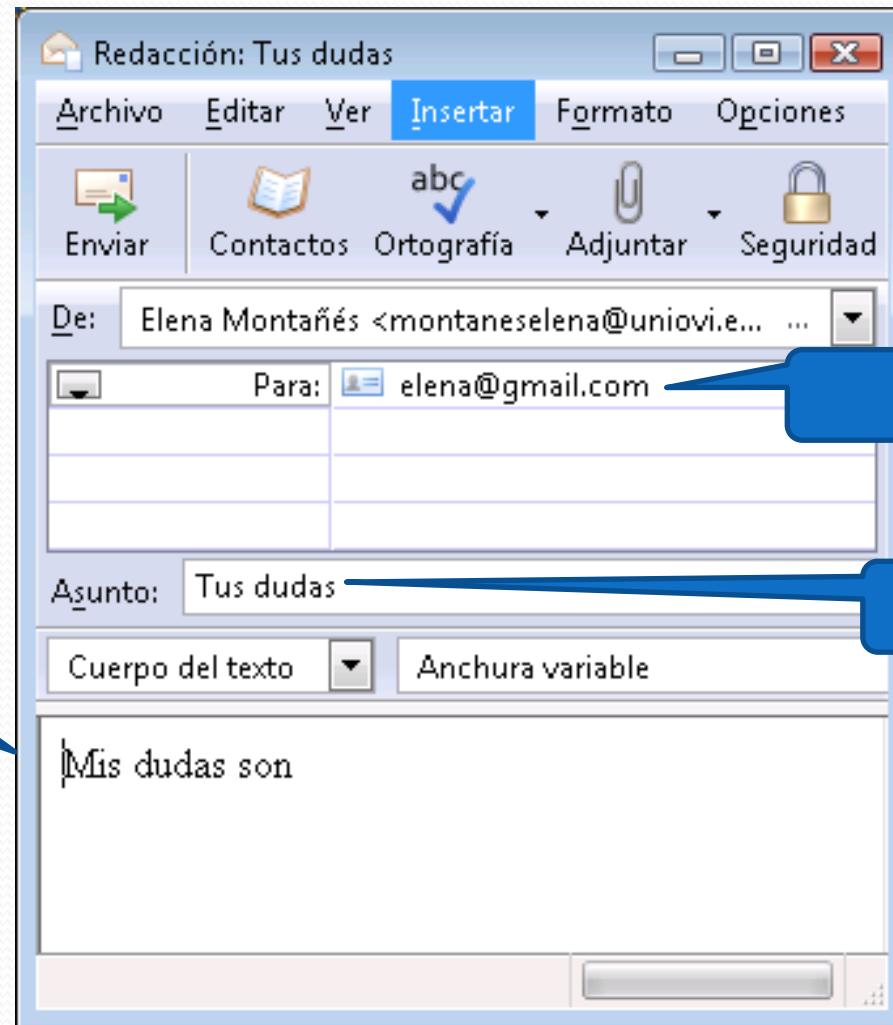 Redacción: Tus dudas
Archivo Editar Ver Insertar Formato Opciones
abc
Enviar Contactos Ortografía Adjuntar Seguridad
De: Elena Montañés <montaneselena@uniovi.e... ...
Para: elena@gmail.com
Asunto: Tus dudas
Cuerpo del texto Anchura variable
Mis dudas son